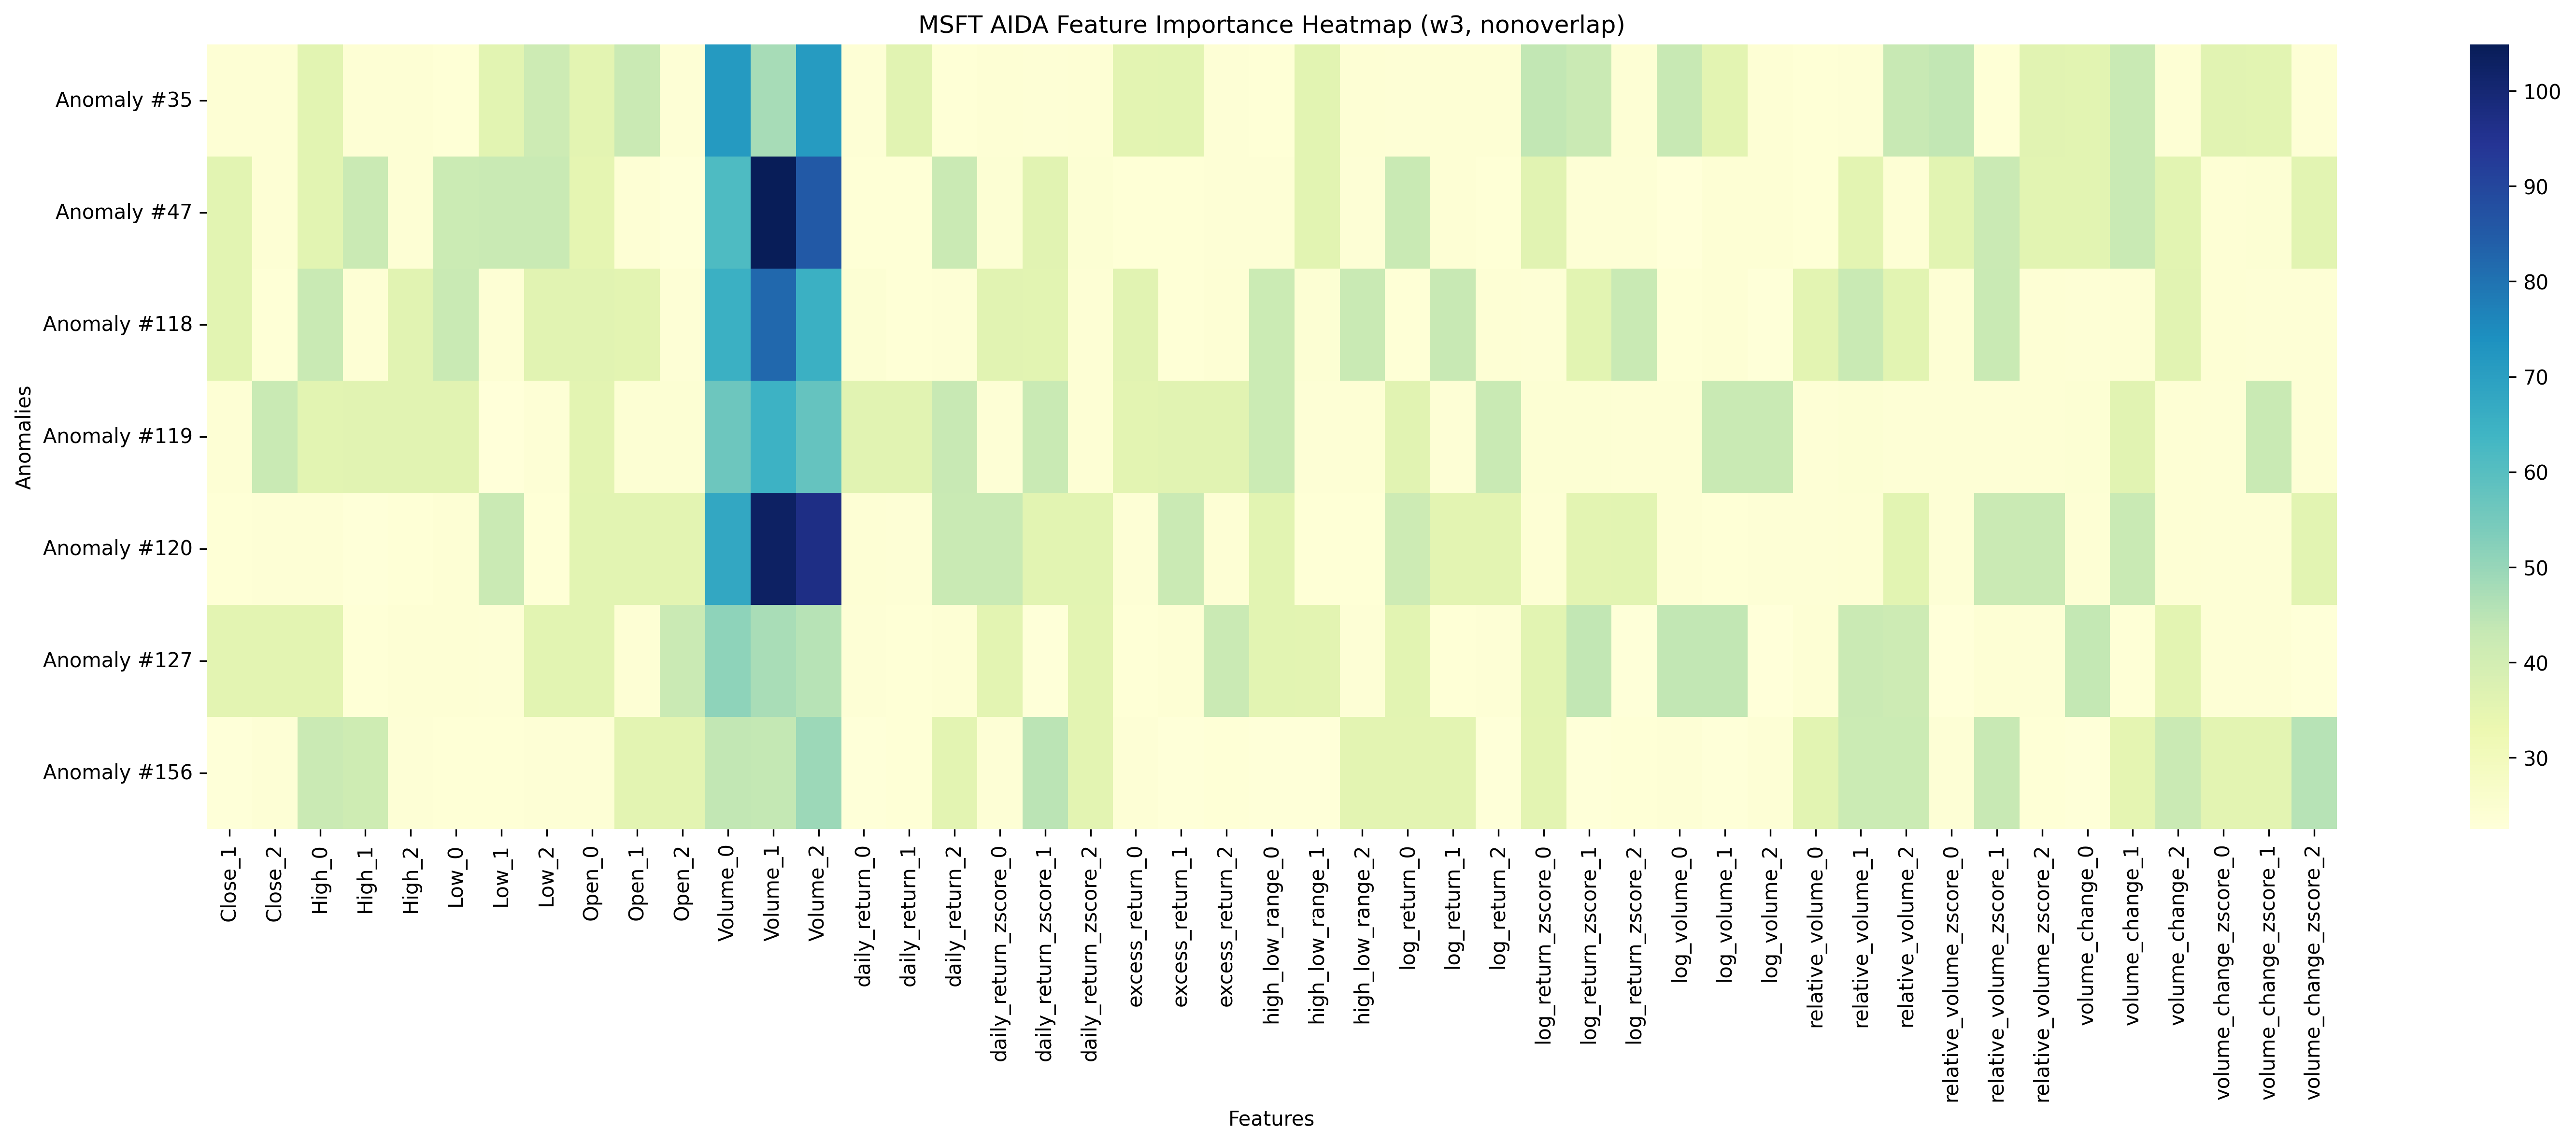 MSFT AIDA Feature Importance Heatmap (w3, nonoverlap)
Anomalies
Anomaly #35
Anomaly #47
Anomaly #118
Anomaly #119
Anomaly #120
Anomaly #127
Anomaly #156
Close_1
Close_2
High_0
High_1
High_2
Low_0
Low_1
Low_2
Open_0
Open_1
Open_2
Volume_0
Volume_1
Volume_2
daily_return_0
daily_return_1
daily_return_2
daily_return_zscore_0
daily_return_zscore_1
daily_return_zscore_2
excess_return_0
excess_return_1
excess_return_2
high_low_range_0
high_low_range_1
high_low_range_2
log_return_0
log_return_1
log_return_2
log_return_zscore_0
log_return_zscore_1
log_return_zscore_2
log_volume_0
log_volume_1
log_volume_2
relative_volume_0
relative_volume_1
relative_volume_2
relative_volume_zscore_0
relative_volume_zscore_1
relative_volume_zscore_2
volume_change_0
volume_change_1
volume_change_2
volume_change_zscore_0
volume_change_zscore_1
volume_change_zscore_2
Features
100
90
80
70
60
50
40
30